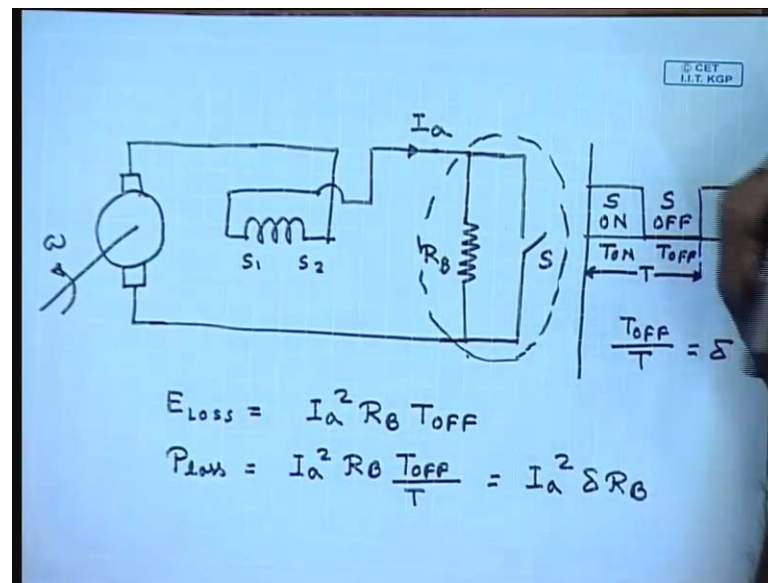 © CET
I.I.T. KGP
Ia
S S
ON OFF
ω
S1 S2
RB
S
TON TOFF
T
TOFF/T = δ
ELOSS = Ia² RB TOFF
Ploss = Ia² RB TOFF/T = Ia² δ RB